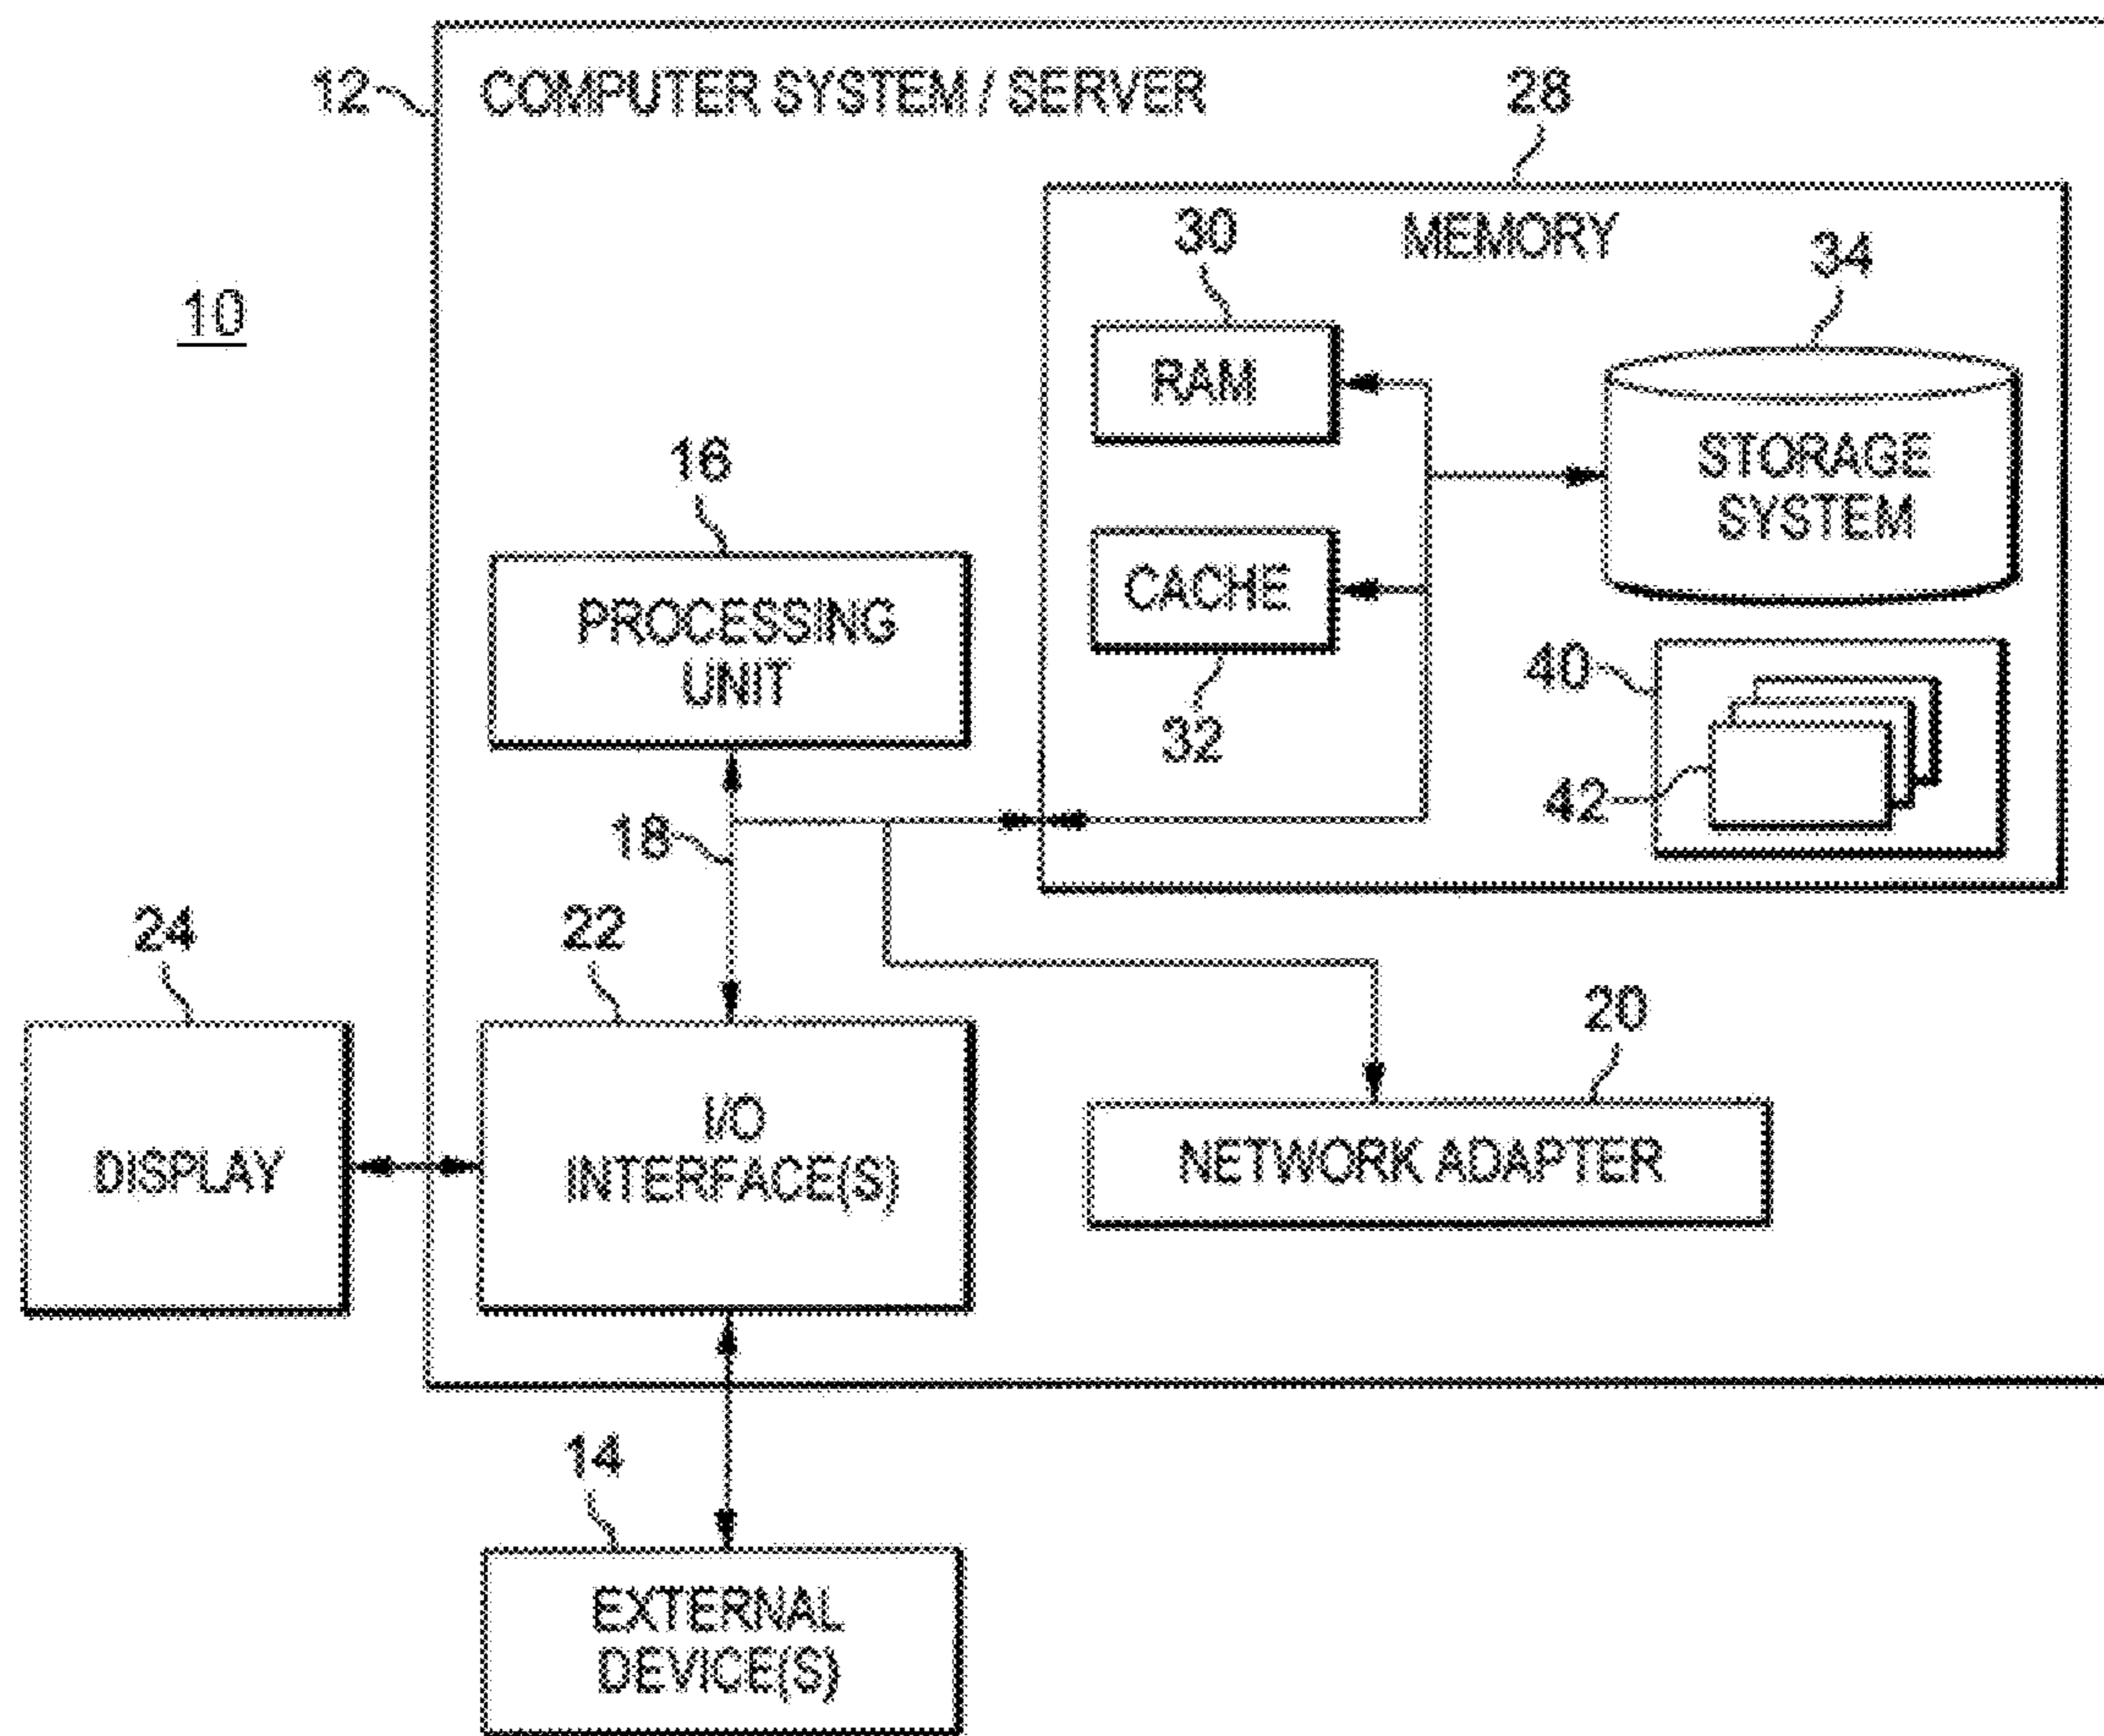 12
COMPUTER SYSTEM / SERVER
28
MEMORY
30
34
10
RAM
STORAGE
SYSTEM
16
PROCESSING
UNIT
CACHE
32
40
42
18
24
22
20
DISPLAY
I/O
INTERFACE(S)
NETWORK ADAPTER
14
EXTERNAL
DEVICE(S)